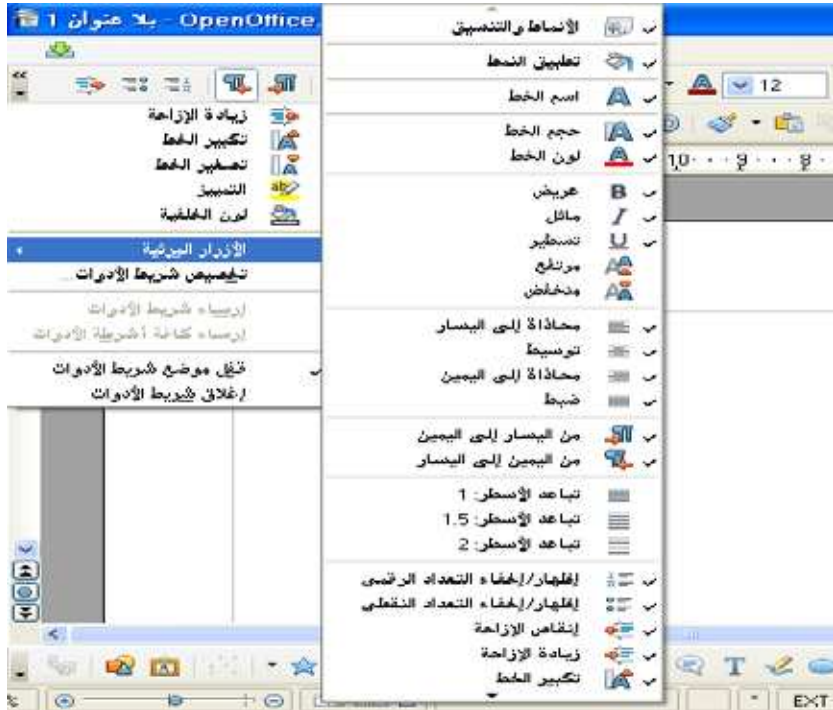 بلا عنوان 1 - OpenOffice.
12
10 · · · 9 · · · 8 ·
زيادة الإزاحة
تكبير الخط
تصغير الخط
التمييز
لون الخلفية
الأزرار المرئية
تخصيص شريط الأدوات...
إرساء شريط الأدوات
إرساء كافة أشرطة الأدوات
قفل موضع شريط الأدوات
إغلاق شريط الأدوات
الأنماط والتنسيق
تطبيق النمط
اسم الخط
حجم الخط
لون الخط
عريض
مائل
تسطير
مرتفع
منخفض
محاذاة إلى اليسار
توسيط
محاذاة إلى اليمين
ضبط
من اليسار إلى اليمين
من اليمين إلى اليسار
تباعد الأسطر: 1
تباعد الأسطر: 1.5
تباعد الأسطر: 2
إظهار/إخفاء التعداد الرقمي
إظهار/إخفاء التعداد النقطي
إنقاص الإزاحة
زيادة الإزاحة
تكبير الخط
EXT
*
%